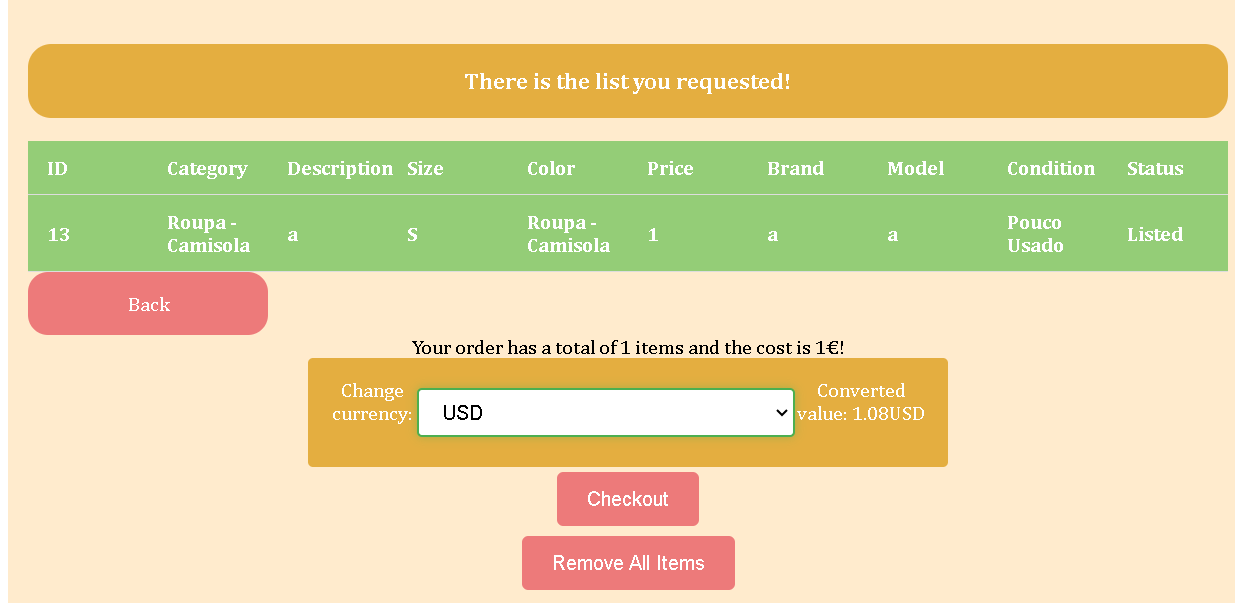 There is the list you requested!
ID Category Description Size Color Price Brand Model Condition Status
13 Roupa - Camisola a S Roupa - Camisola 1 a a Pouco Usado Listed
Back
Your order has a total of 1 items and the cost is 1€!
Change currency: USD Converted value: 1.08USD
Checkout
Remove All Items